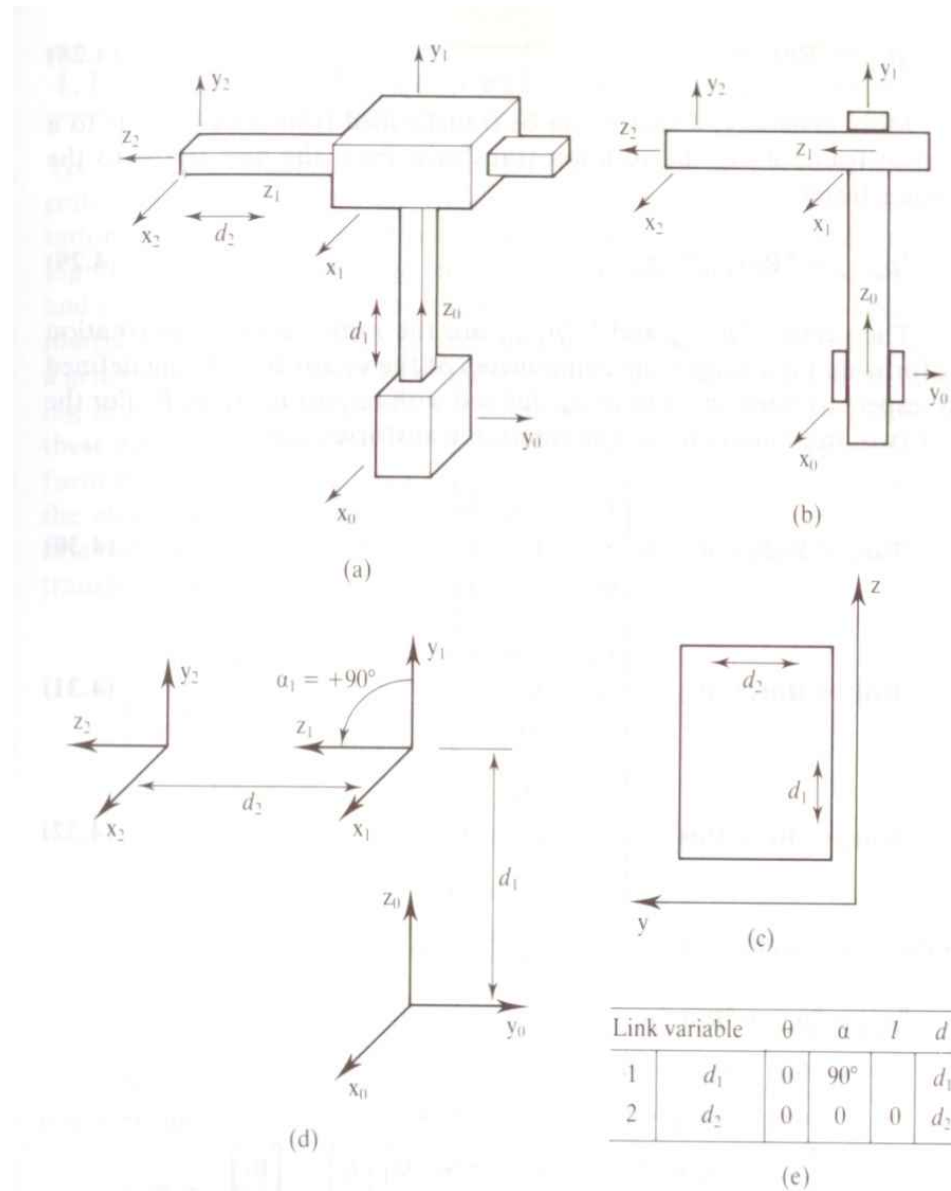 y₁
y₂
z₂
z₁
x₂
d₂
x₁
z₀
d₁
y₀
x₀
(a)
y₁
y₂
z₂
z₁
x₂
x₁
z₀
y₀
x₀
(b)
z
d₂
d₁
y
(c)
y₁
α₁ = +90°
y₂
z₂
z₁
d₂
x₂
x₁
d₁
z₀
y₀
x₀
(d)
Link variable θ α l d
1 d₁ 0 90° d₁
2 d₂ 0 0 0 d₂
(e)